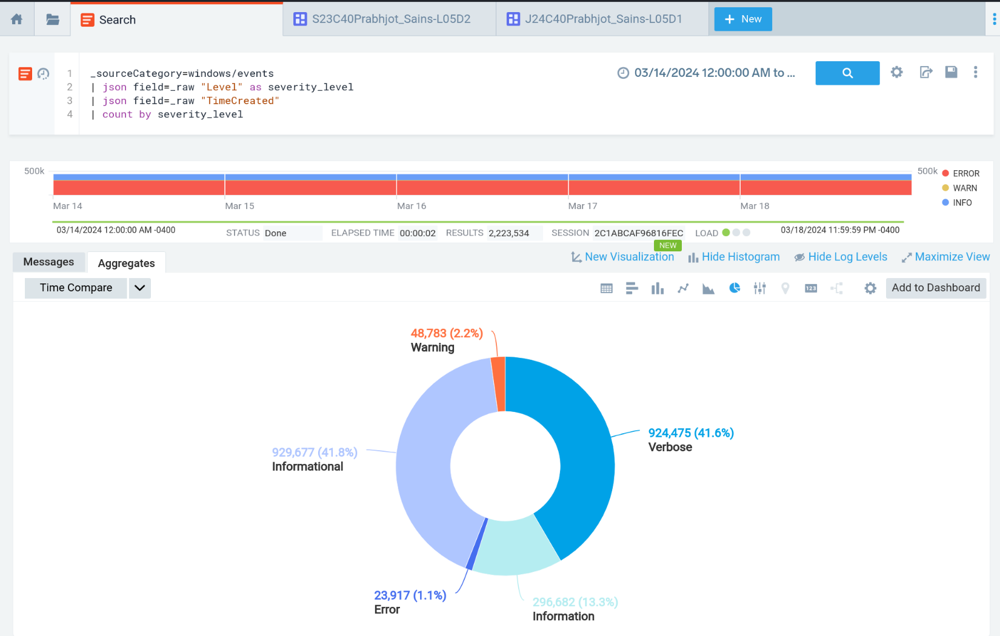 Search
S23C40Prabhjot_Sains-L05D2
J24C40Prabhjot_Sains-L05D1
+ New
1 _sourceCategory=windows/events
2 | json field=_raw "Level" as severity_level
3 | json field=_raw "TimeCreated"
4 | count by severity_level
03/14/2024 12:00:00 AM to ...
500k
500k
ERROR
WARN
INFO
Mar 14
Mar 15
Mar 16
Mar 17
Mar 18
03/14/2024 12:00:00 AM -0400
STATUS Done
ELAPSED TIME 00:00:02
RESULTS 2,223,534
SESSION 2C1ABCAF96816FEC
LOAD
03/18/2024 11:59:59 PM -0400
Messages
Aggregates
NEW
New Visualization
Hide Histogram
Hide Log Levels
Maximize View
Time Compare
123
Add to Dashboard
48,783 (2.2%)
Warning
924,475 (41.6%)
Verbose
929,677 (41.8%)
Informational
23,917 (1.1%)
Error
296,682 (13.3%)
Information